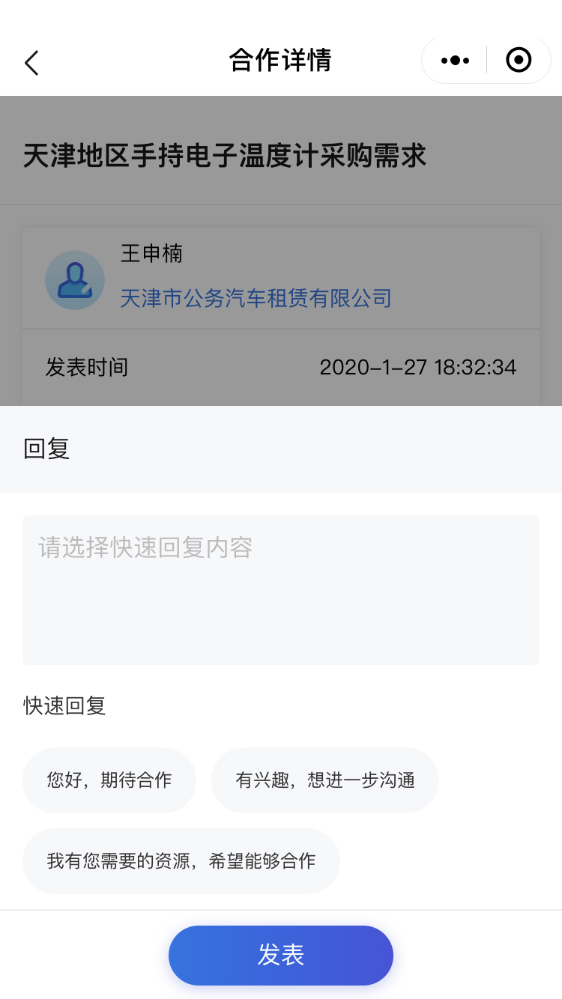 合作详情
天津地区手持电子温度计采购需求
王申楠
天津市公务汽车租赁有限公司
发表时间 2020-1-27 18:32:34
回复
请选择快速回复内容
快速回复
您好，期待合作 有兴趣，想进一步沟通
我有您需要的资源，希望能够合作
发表